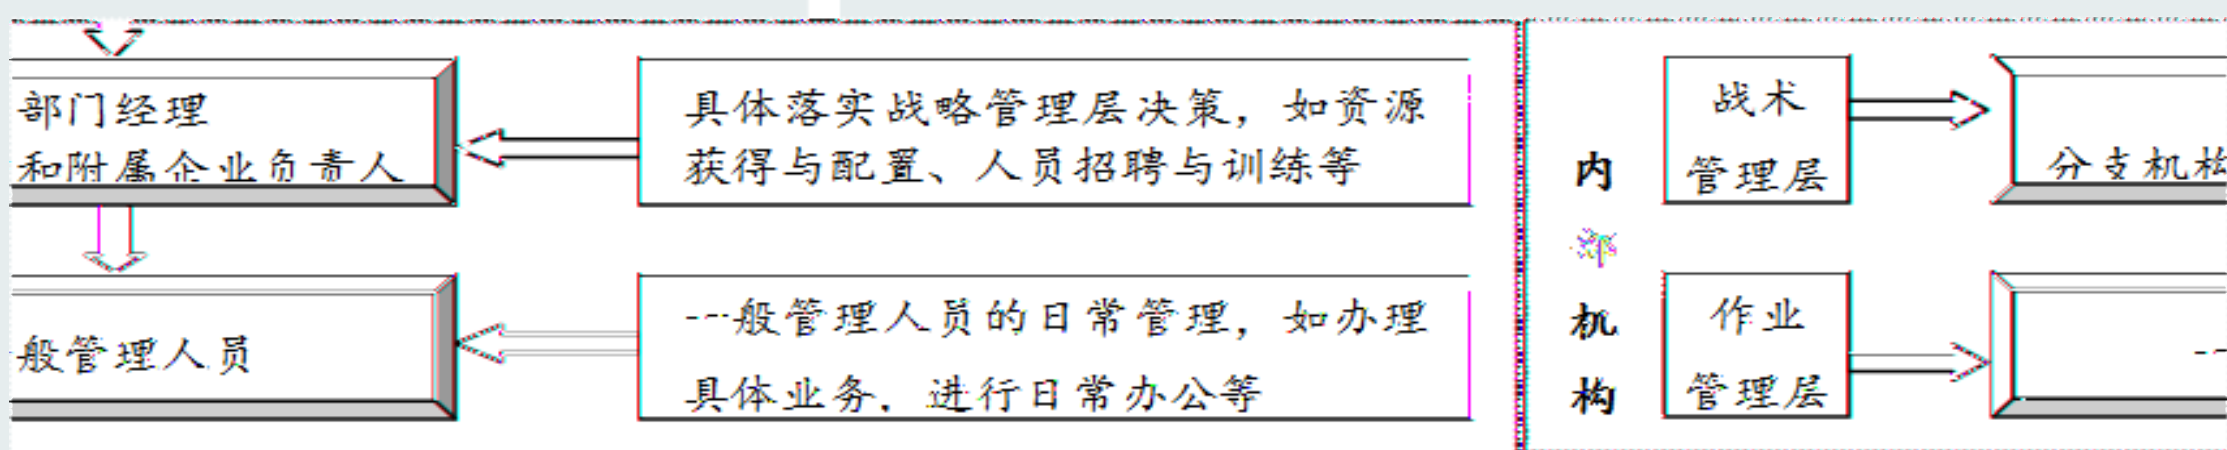 部门经理
和附属企业负责人
具体落实战略管理层决策，如资源
获得与配置、人员招聘与训练等
般管理人员
一般管理人员的日常管理，如办理
具体业务，进行日常办公等
内
机
构
战术
管理层
分支机构
作业
管理层
一